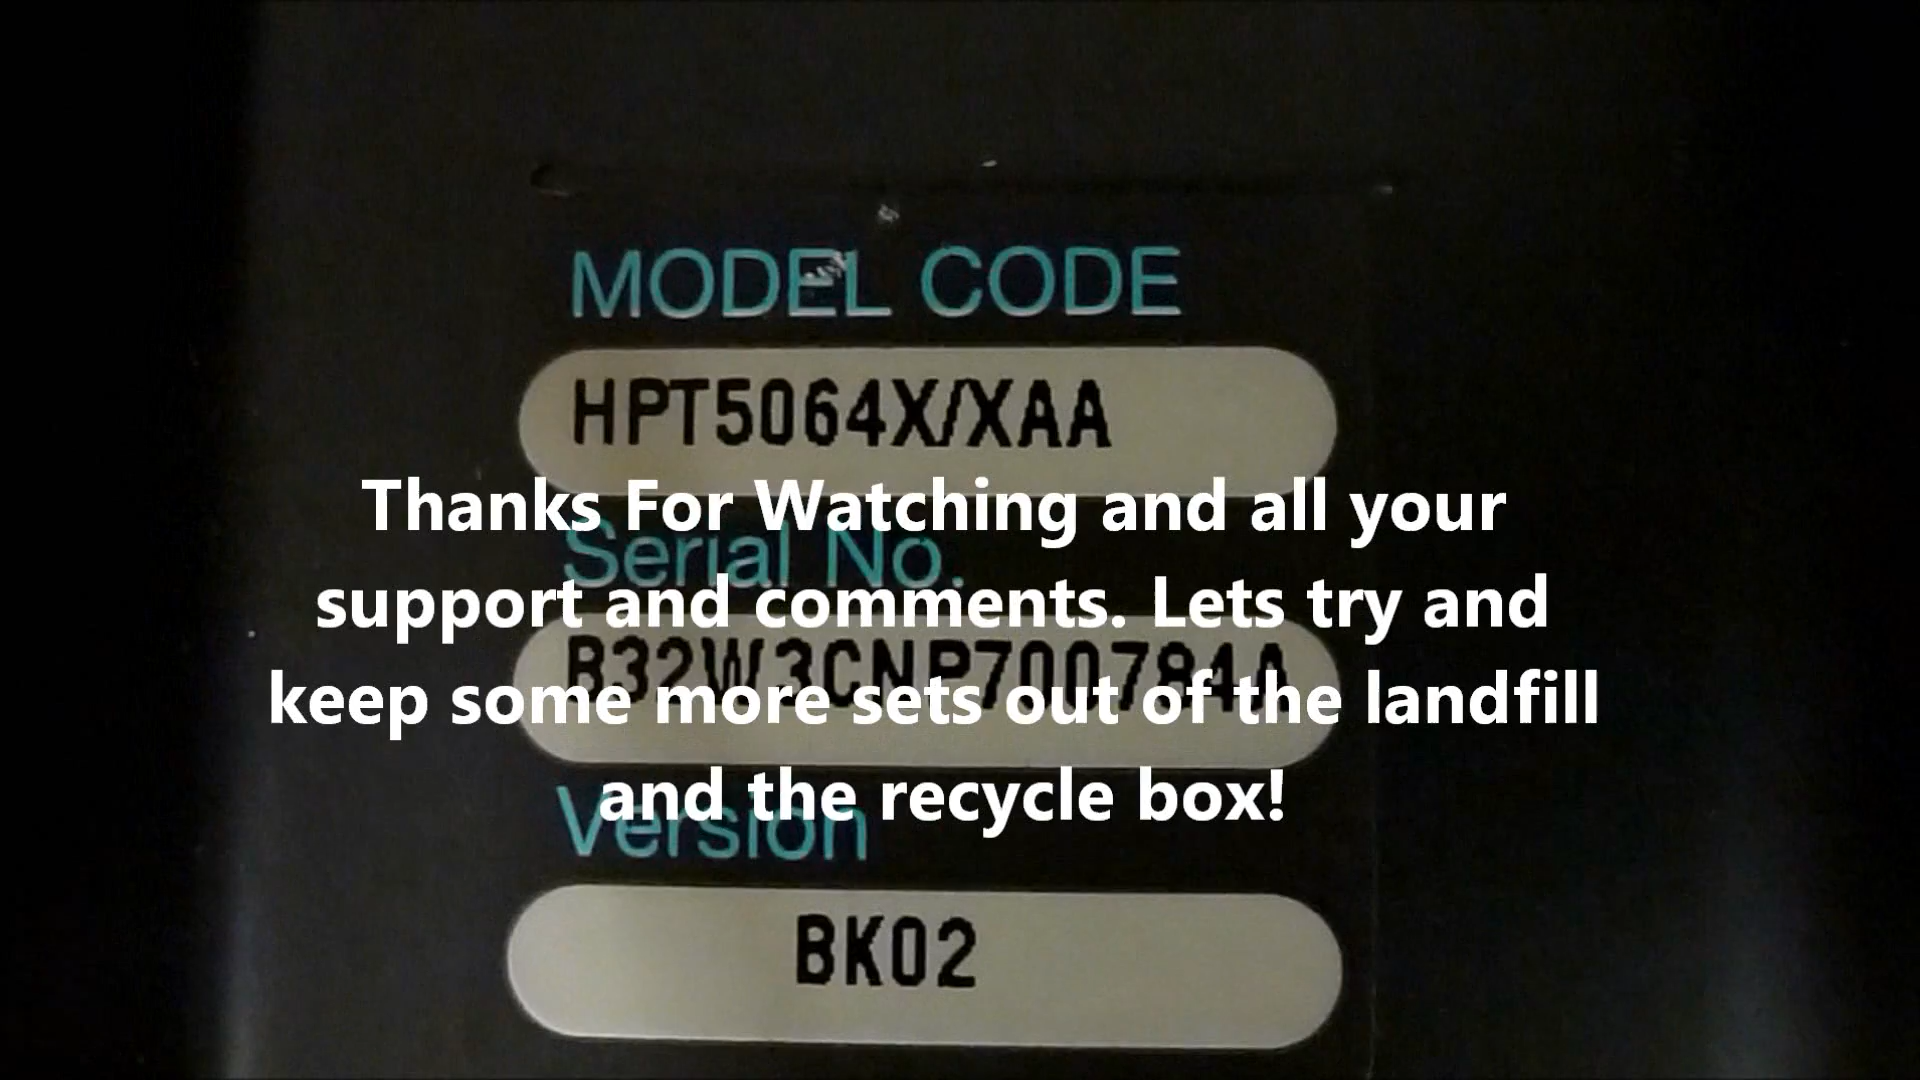 MODEL CODE
HPT5064X/XAA
Thanks For Watching and all your
Serial No.
support and comments. Lets try and
B32W3CNP700784A
keep some more sets out of the landfill
and the recycle box!
Version
BK02